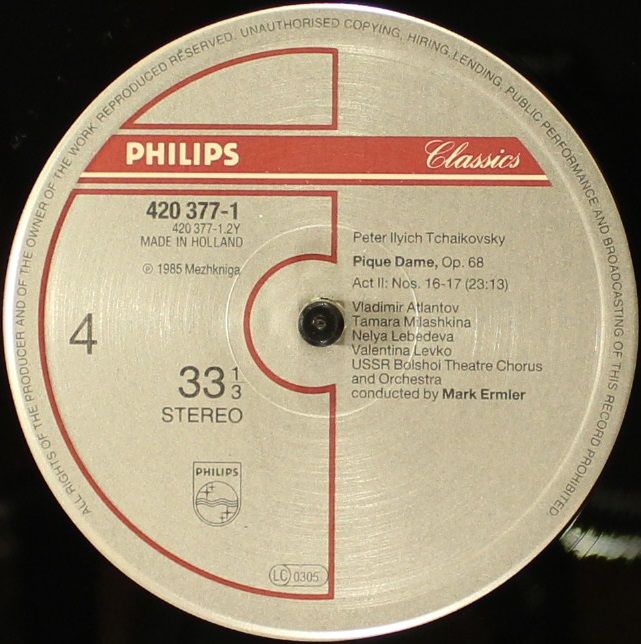 ALL RIGHTS OF THE PRODUCER AND OF THE OWNER OF THE WORK REPRODUCED RESERVED. UNAUTHORISED COPYING, HIRING, LENDING, PUBLIC PERFORMANCE AND BROADCASTING OF THIS RECORD PROHIBITED.
PHILIPS Classics
420 377-1
420 377-1.2Y
MADE IN HOLLAND
℗ 1985 Mezhkniga
4
33 1/3
STEREO
PHILIPS
LC 0305
Peter Ilyich Tchaikovsky
Pique Dame, Op. 68
Act II: Nos. 16-17 (23:13)
Vladimir Atlantov
Tamara Milashkina
Nelya Lebedeva
Valentina Levko
USSR Bolshoi Theatre Chorus
and Orchestra
conducted by Mark Ermler